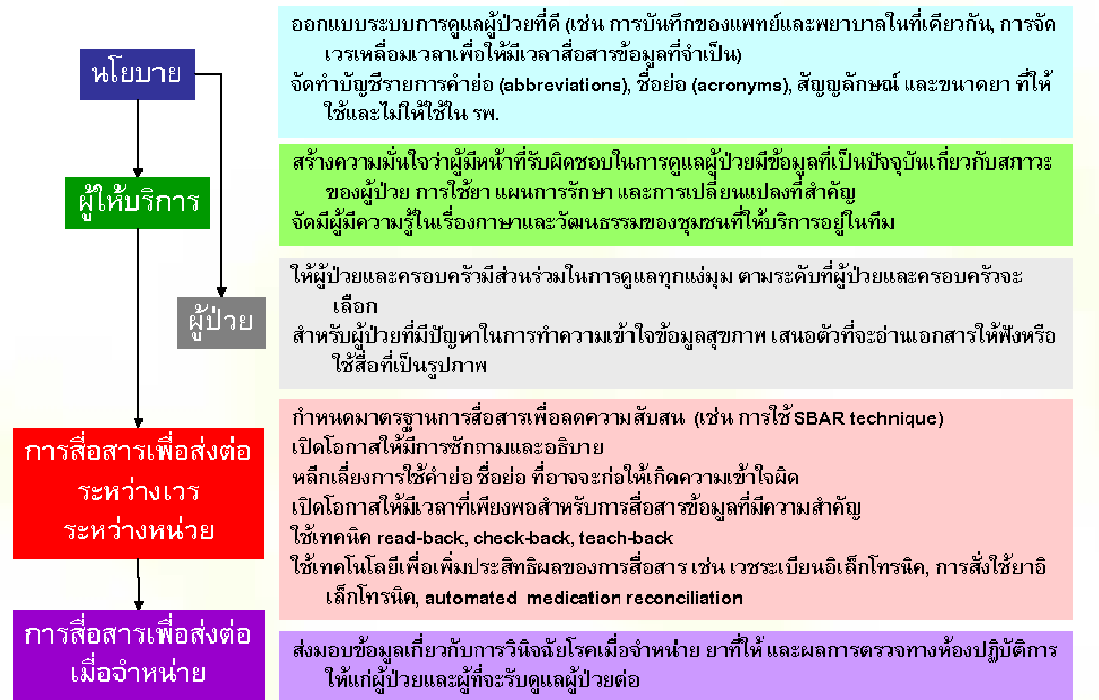 นโยบาย
ออกแบบระบบการดูแลผู้ป่วยที่ดี (เช่น การบันทึกของแพทย์และพยาบาลในที่เดียวกัน, การจัด
เวรเหลื่อมเวลาเพื่อให้มีเวลาสื่อสารข้อมูลที่จำเป็น)
จัดทำบัญชีรายการคำย่อ (abbreviations), ชื่อย่อ (acronyms), สัญญลักษณ์ และขนาดยา ที่ให้
ใช้และไม่ให้ใช้ใน รพ.
ผู้ให้บริการ
สร้างความมั่นใจว่าผู้มีหน้าที่รับผิดชอบในการดูแลผู้ป่วยมีข้อมูลที่เป็นปัจจุบันเกี่ยวกับสภาวะ
ของผู้ป่วย การใช้ยา แผนการรักษา และการเปลี่ยนแปลงที่สำคัญ
จัดมีผู้มีความรู้ในเรื่องภาษาและวัฒนธรรมของชุมชนที่ให้บริการอยู่ในทีม
ผู้ป่วย
ให้ผู้ป่วยและครอบครัวมีส่วนร่วมในการดูแลทุกแง่มุม ตามระดับที่ผู้ป่วยและครอบครัวจะ
เลือก
สำหรับผู้ป่วยที่มีปัญหาในการทำความเข้าใจข้อมูลสุขภาพ เสนอตัวที่จะอ่านเอกสารให้ฟังหรือ
ใช้สื่อที่เป็นรูปภาพ
การสื่อสารเพื่อส่งต่อ
ระหว่างเวร
ระหว่างหน่วย
กำหนดมาตรฐานการสื่อสารเพื่อลดความสับสน (เช่น การใช้ SBAR technique)
เปิดโอกาสให้มีการซักถามและอธิบาย
หลีกเลี่ยงการใช้คำย่อ ชื่อย่อ ที่อาจจะก่อให้เกิดความเข้าใจผิด
เปิดโอกาสให้มีเวลาที่เพียงพอสำหรับการสื่อสารข้อมูลที่มีความสำคัญ
ใช้เทคนิค read-back, check-back, teach-back
ใช้เทคโนโลยีเพื่อเพิ่มประสิทธิผลของการสื่อสาร เช่น เวชระเบียนอิเล็กโทรนิค, การสั่งใช้ยาอิ
เล็กโทรนิด, automated medication reconciliation
การสื่อสารเพื่อส่งต่อ
เมื่อจำหน่าย
ส่งมอบข้อมูลเกี่ยวกับการวินิจฉัยโรคเมื่อจำหน่าย ยาที่ให้ และผลการตรวจทางห้องปฏิบัติการ
ให้แก่ผู้ป่วยและผู้ที่จะรับดูแลผู้ป่วยต่อ